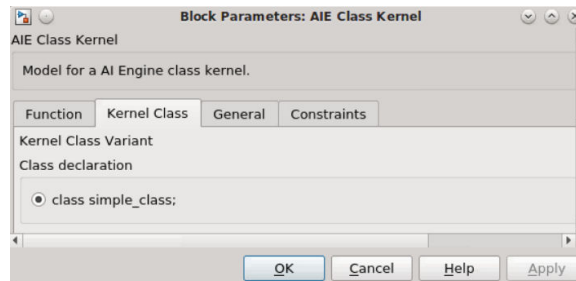 Block Parameters: AIE Class Kernel
AIE Class Kernel
Model for a AI Engine class kernel.
Function Kernel Class General Constraints
Kernel Class Variant
Class declaration
class simple_class;
OK Cancel Help Apply